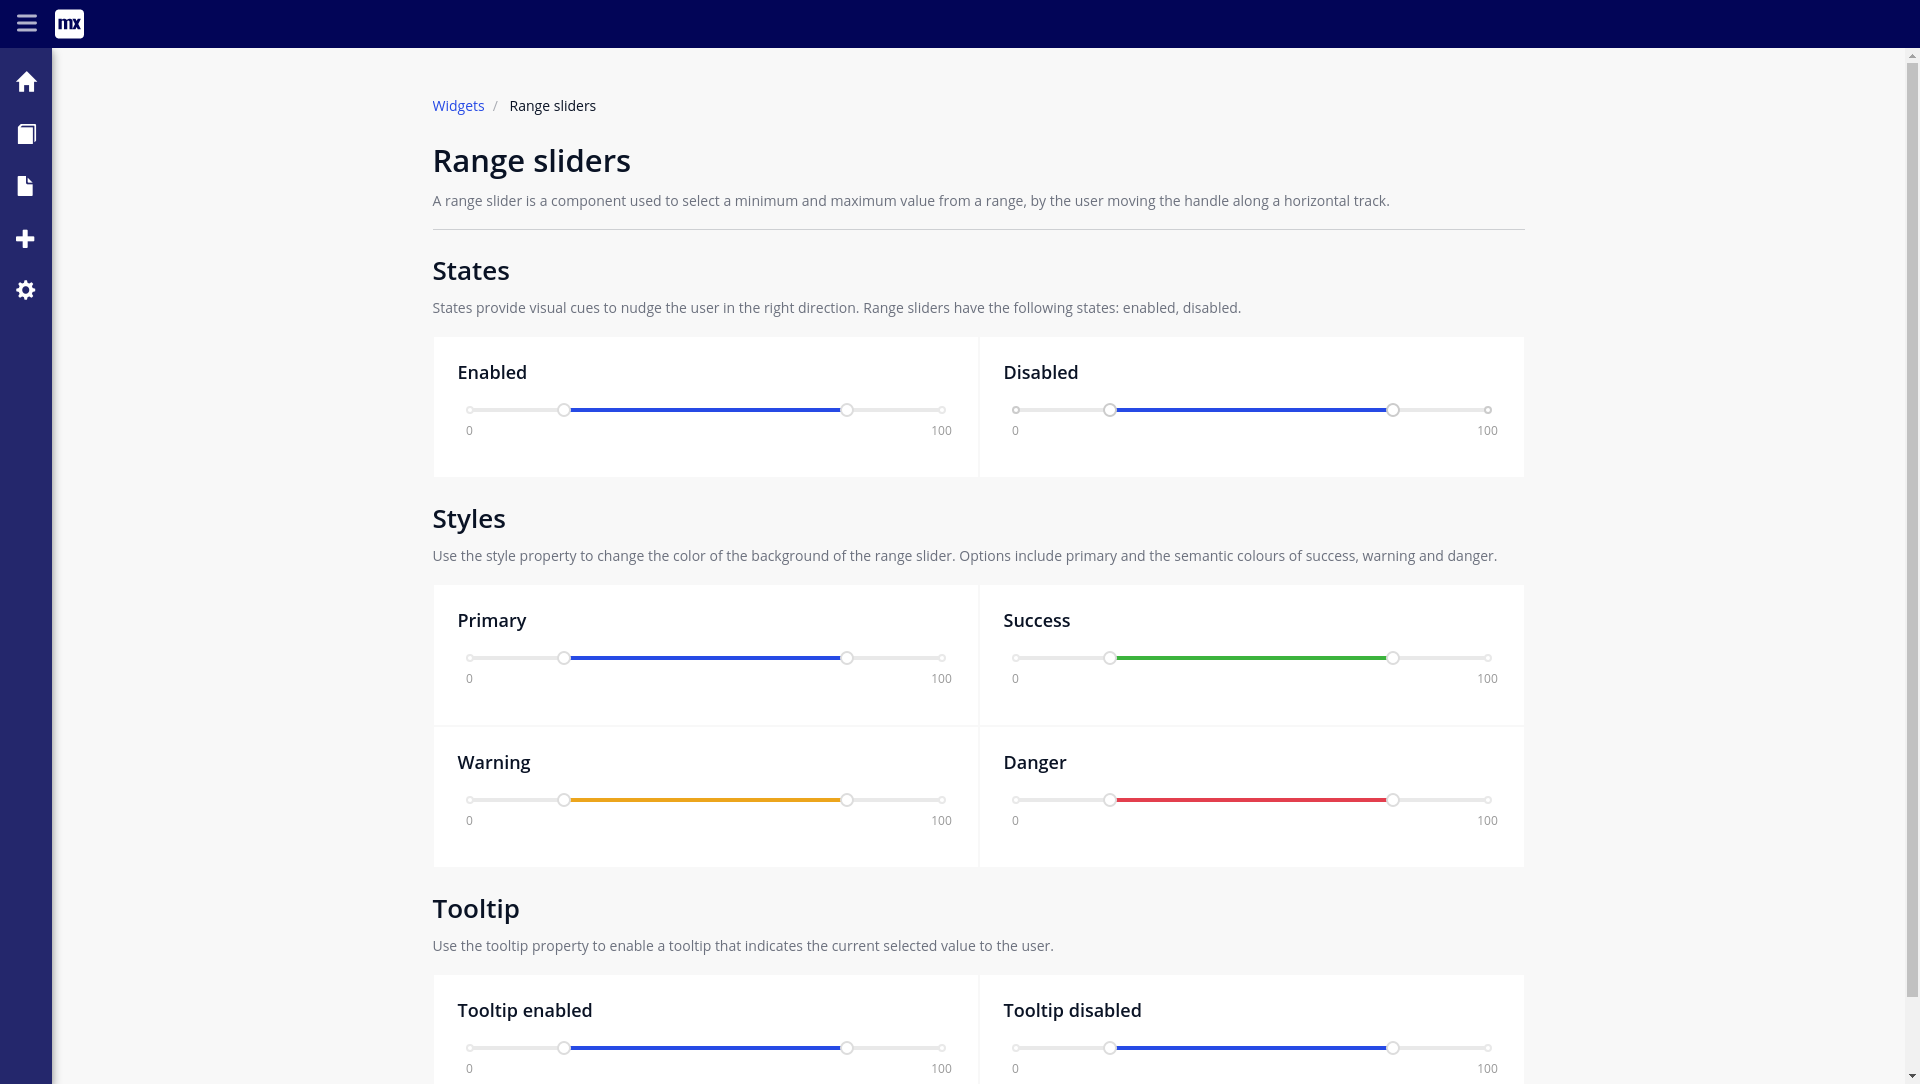 mx
Widgets / Range sliders
Range sliders
A range slider is a component used to select a minimum and maximum value from a range, by the user moving the handle along a horizontal track.
States
States provide visual cues to nudge the user in the right direction. Range sliders have the following states: enabled, disabled.
Enabled
0 100
Disabled
0 100
Styles
Use the style property to change the color of the background of the range slider. Options include primary and the semantic colours of success, warning and danger.
Primary
0 100
Success
0 100
Warning
0 100
Danger
0 100
Tooltip
Use the tooltip property to enable a tooltip that indicates the current selected value to the user.
Tooltip enabled
0 100
Tooltip disabled
0 100